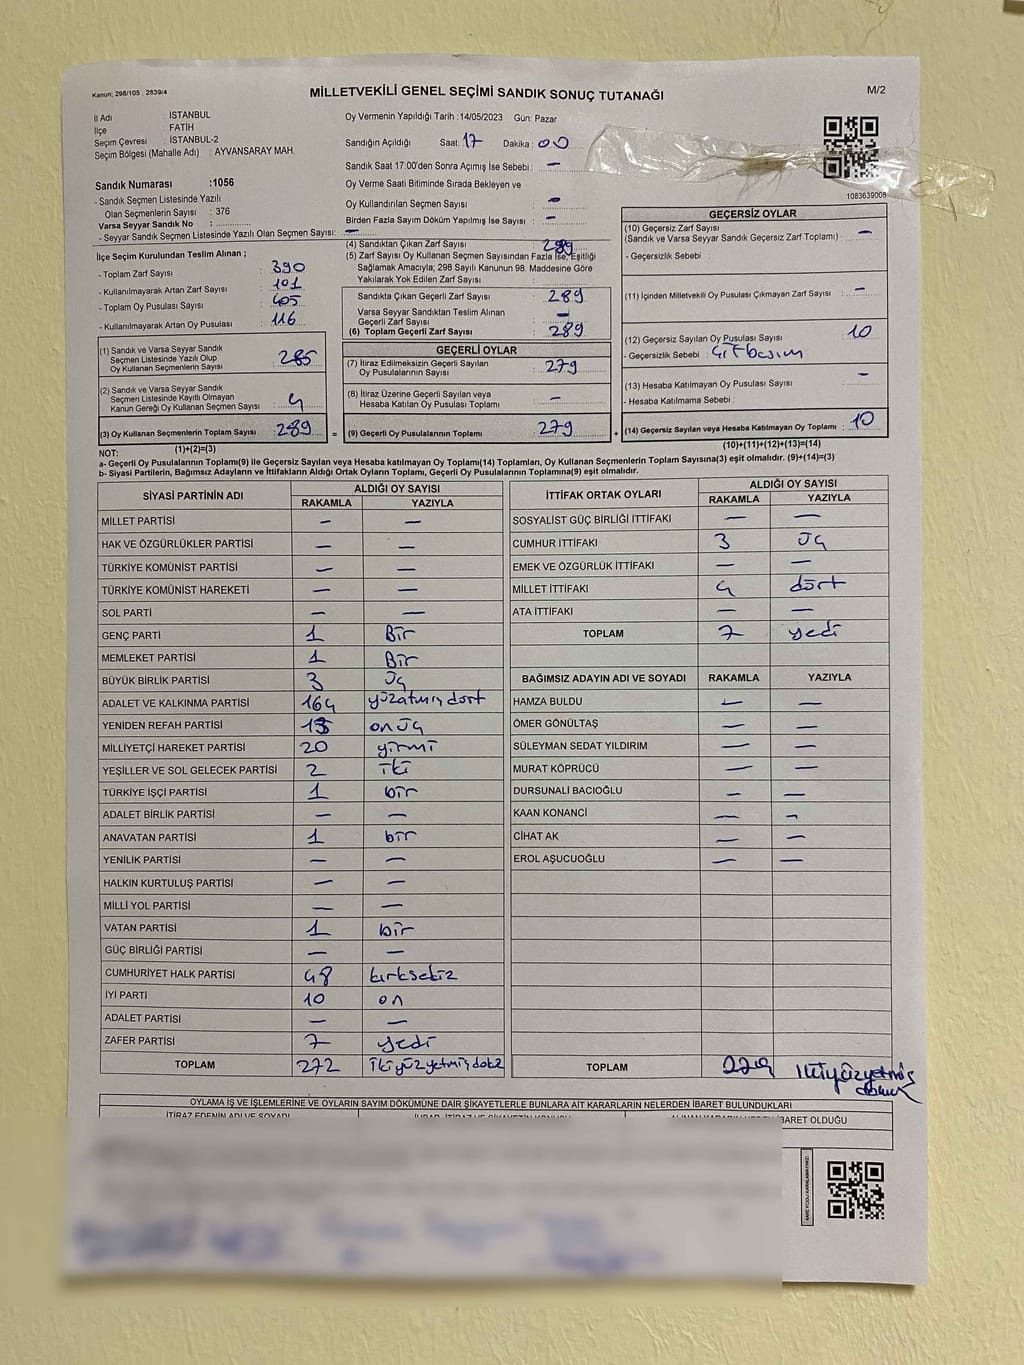 Kanun; 298/105 , 2839/4
MİLLETVEKİLİ GENEL SEÇİMİ SANDIK SONUÇ TUTANAĞI
M/2
İl Adı : İSTANBUL
İlçe FATİH
Seçim Çevresi : İSTANBUL-2
Seçim Bölgesi (Mahalle Adı) : AYVANSARAY MAH.
Sandık Numarası :1056
- Sandık Seçmen Listesinde Yazılı
Olan Seçmenlerin Sayısı : 376
Varsa Seyyar Sandık No :
- Seyyar Sandık Seçmen Listesinde Yazılı Olan Seçmen Sayısı: —
Oy Vermenin Yapıldığı Tarih :14/05/2023 Gün: Pazar
Sandığın Açıldığı Saat: 17 Dakika : 00
Sandık Saat 17:00'den Sonra Açımış İse Sebebi : —
Oy Verme Saati Bitiminde Sırada Bekleyen ve
Oy Kullandırılan Seçmen Sayısı : —
Birden Fazla Sayım Döküm Yapılmış İse Sayısı : —
1083639008
İlçe Seçim Kurulundan Teslim Alınan ;
- Toplam Zarf Sayısı : 390
- Kullanılmayarak Artan Zarf Sayısı : 101
- Toplam Oy Pusulası Sayısı : 405
- Kullanılmayarak Artan Oy Pusulası : 116
(1) Sandık ve Varsa Seyyar Sandık
Seçmen Listesinde Yazılı Olup
Oy Kullanan Seçmenlerin Sayısı : 285
(2) Sandık ve Varsa Seyyar Sandık
Seçmen Listesinde Kayıtlı Olmayan
Kanun Gereği Oy Kullanan Seçmen Sayısı : 4
(3) Oy Kullanan Seçmenlerin Toplam Sayısı : 289
(1)+(2)=(3)
(4) Sandıktan Çıkan Zarf Sayısı : 289
(5) Zarf Sayısı Oy Kullanan Seçmen Sayısından Fazla İse, Eşitliği
Sağlamak Amacıyla; 298 Sayılı Kanunun 98. Maddesine Göre
Yakılarak Yok Edilen Zarf Sayısı :
Sandıkta Çıkan Geçerli Zarf Sayısı : 289
Varsa Seyyar Sandıktan Teslim Alınan
Geçerli Zarf Sayısı : —
(6) Toplam Geçerli Zarf Sayısı : 289
GEÇERLİ OYLAR
(7) İtiraz Edilmeksizin Geçerli Sayılan
Oy Pusulalarının Sayısı : 279
(8) İtiraz Üzerine Geçerli Sayılan veya
Hesaba Katılan Oy Pusulası Toplamı : —
= (9) Geçerli Oy Pusulalarının Toplamı : 279
GEÇERSİZ OYLAR
(10) Geçersiz Zarf Sayısı
(Sandık ve Varsa Seyyar Sandık Geçersiz Zarf Toplamı) : —
- Geçersizlik Sebebi
(11) İçinden Milletvekili Oy Pusulası Çıkmayan Zarf Sayısı : —
(12) Geçersiz Sayılan Oy Pusulası Sayısı : 10
- Geçersizlik Sebebi : çift basım
(13) Hesaba Katılmayan Oy Pusulası Sayısı : —
- Hesaba Katılmama Sebebi :
+ (14) Geçersiz Sayılan veya Hesaba Katılmayan Oy Toplamı : 10
(10)+(11)+(12)+(13)=(14)
NOT:
a- Geçerli Oy Pusulalarının Toplamı(9) ile Geçersiz Sayılan veya Hesaba katılmayan Oy Toplamı(14) Toplamları, Oy Kullanan Seçmenlerin Toplam Sayısına(3) eşit olmalıdır. (9)+(14)=(3)
b- Siyasi Partilerin, Bağımsız Adayların ve İttifakların Aldığı Ortak Oyların Toplamı, Geçerli Oy Pusulalarının Toplamına(9) eşit olmalıdır.
SİYASİ PARTİNİN ADI ALDIĞI OY SAYISI
RAKAMLA YAZIYLA
MİLLET PARTİSİ — —
HAK VE ÖZGÜRLÜKLER PARTİSİ — —
TÜRKİYE KOMÜNİST PARTİSİ — —
TÜRKİYE KOMÜNİST HAREKETİ — —
SOL PARTİ — —
GENÇ PARTİ 1 Bir
MEMLEKET PARTİSİ 1 Bir
BÜYÜK BİRLİK PARTİSİ 3 üç
ADALET VE KALKINMA PARTİSİ 164 yüzatmış dört
YENİDEN REFAH PARTİSİ 13 on üç
MİLLİYETÇİ HAREKET PARTİSİ 20 yirmi
YEŞİLLER VE SOL GELECEK PARTİSİ 2 iki
TÜRKİYE İŞÇİ PARTİSİ 1 bir
ADALET BİRLİK PARTİSİ — —
ANAVATAN PARTİSİ 1 bir
YENİLİK PARTİSİ — —
HALKIN KURTULUŞ PARTİSİ — —
MİLLİ YOL PARTİSİ — —
VATAN PARTİSİ 1 bir
GÜÇ BİRLİĞİ PARTİSİ — —
CUMHURİYET HALK PARTİSİ 48 kırksekiz
İYİ PARTİ 10 on
ADALET PARTİSİ — —
ZAFER PARTİSİ 7 yedi
TOPLAM 272
İTTİFAK ORTAK OYLARI ALDIĞI OY SAYISI
RAKAMLA YAZIYLA
SOSYALİST GÜÇ BİRLİĞİ İTTİFAKI — —
CUMHUR İTTİFAKI 3 üç
EMEK VE ÖZGÜRLÜK İTTİFAKI — —
MİLLET İTTİFAKI 4 dört
ATA İTTİFAKI — —
TOPLAM 7 yedi
BAĞIMSIZ ADAYIN ADI VE SOYADI RAKAMLA YAZIYLA
HAMZA BULDU — —
ÖMER GÖNÜLTAŞ — —
SÜLEYMAN SEDAT YILDIRIM — —
MURAT KÖPRÜCÜ — —
DURSUNALİ BACIOĞLU — —
KAAN KONANCİ — -
CİHAT AK — —
EROL AŞUCUOĞLU — —
TOPLAM 279
OYLAMA İŞ VE İŞLEMLERİNE VE OYLARIN SAYIM DÖKÜMÜNE DAİR ŞİKAYETLERLE BUNLARA AİT KARARLARIN NELERDEN İBARET BULUNDUKLARI
İTİRAZ EDENİN ADI VE SOYADI
İBARET OLDUĞU